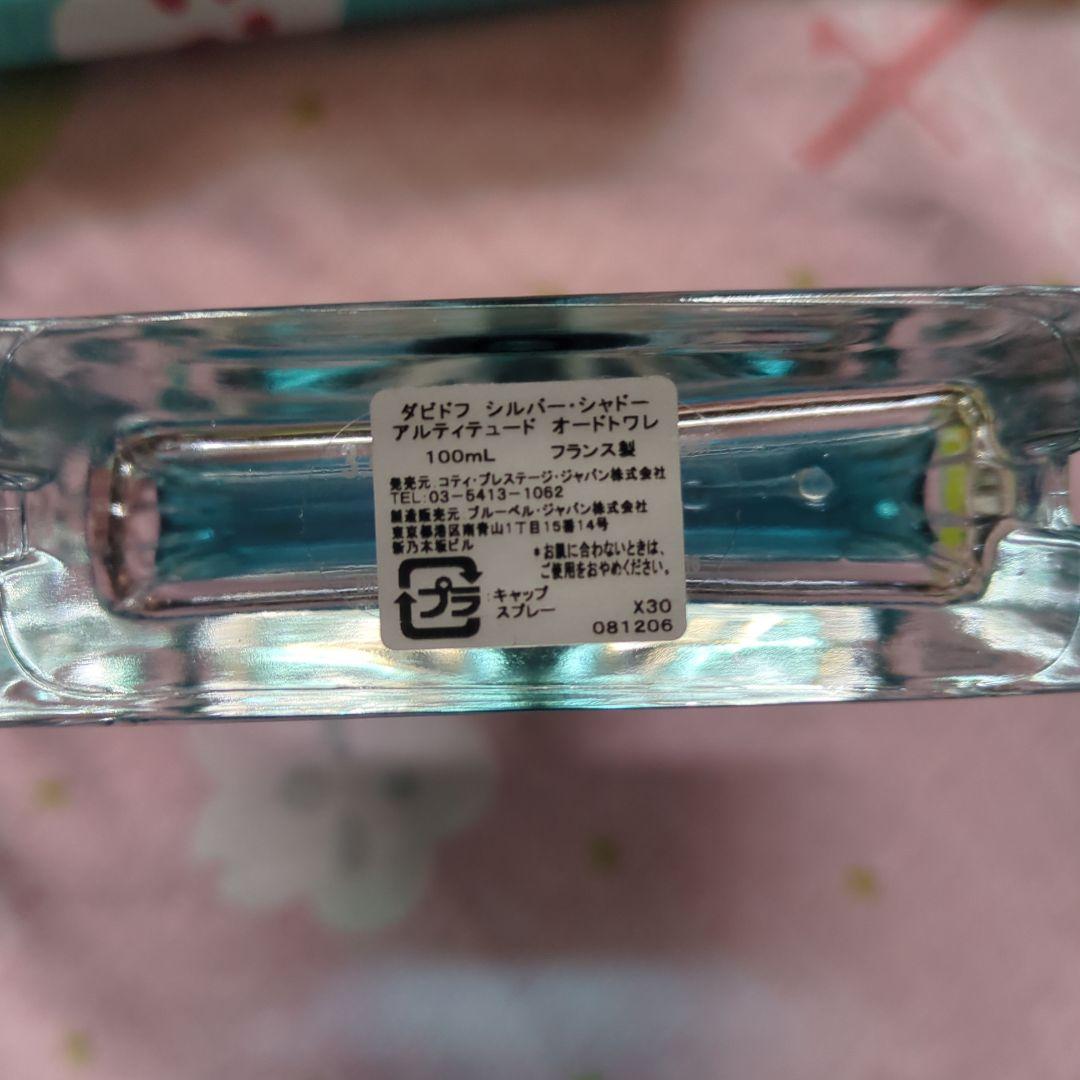 ダビドフ シルバー・シャドー
アルティテュード オードトワレ
100mL フランス製
発売元 コティ・プレステージ・ジャパン株式会社
TEL:03-5413-1062
製造販売元 ブルーベル・ジャパン株式会社
東京都港区南青山1丁目15番14号
新乃木坂ビル
*お肌に合わないときは、
ご使用をおやめください。
プラ :キャップ
スプレー
X30
081206